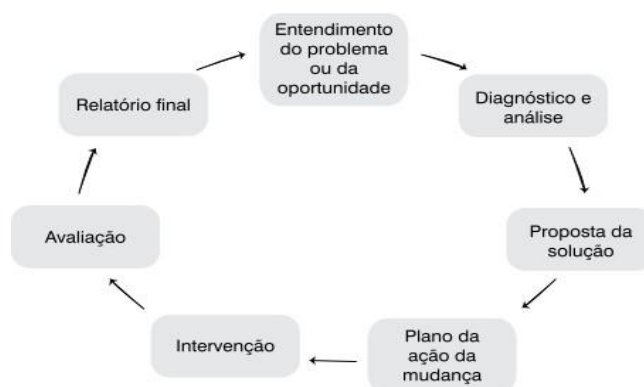 Entendimento
do problema
ou da
oportunidade
Diagnóstico e
análise
Proposta da
solução
Plano da
ação da
mudança
Intervenção
Avaliação
Relatório final